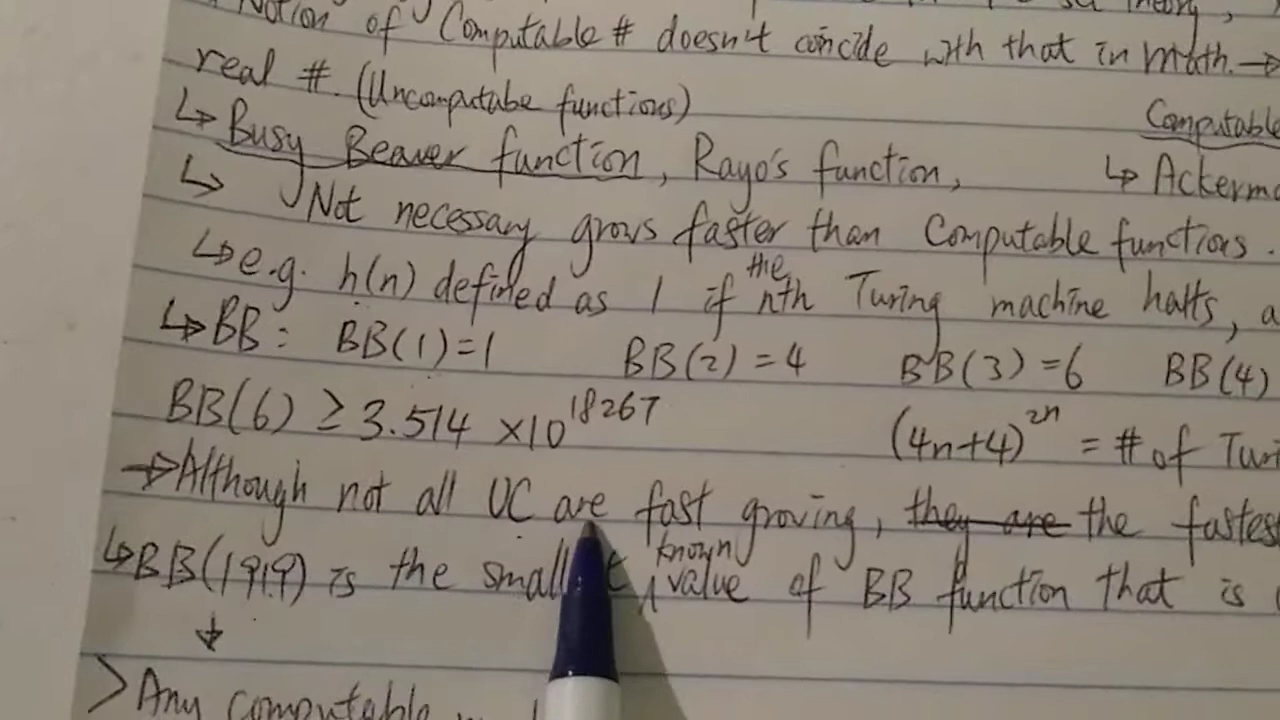 Notion of Computable # doesn't coincide with that in math. →
real #. (Uncomputabe functions)
Computable
↳ Busy Beaver function, Rayo's function,
↳ Ackerma
↳ Not necessary grows faster than Computable functions.
↳ e.g. h(n) defined as 1 if the nth Turing machine halts, a
↳ BB: BB(1)=1 BB(2)=4 BB(3)=6 BB(4)
BB(6) ≥ 3.514 ×10^18267 (4n+4)^2n = # of Turi
→ Although not all UC are fast growing, they are the fastes
↳ BB(1919) is the known value of BB function that is
↓
> Any computable